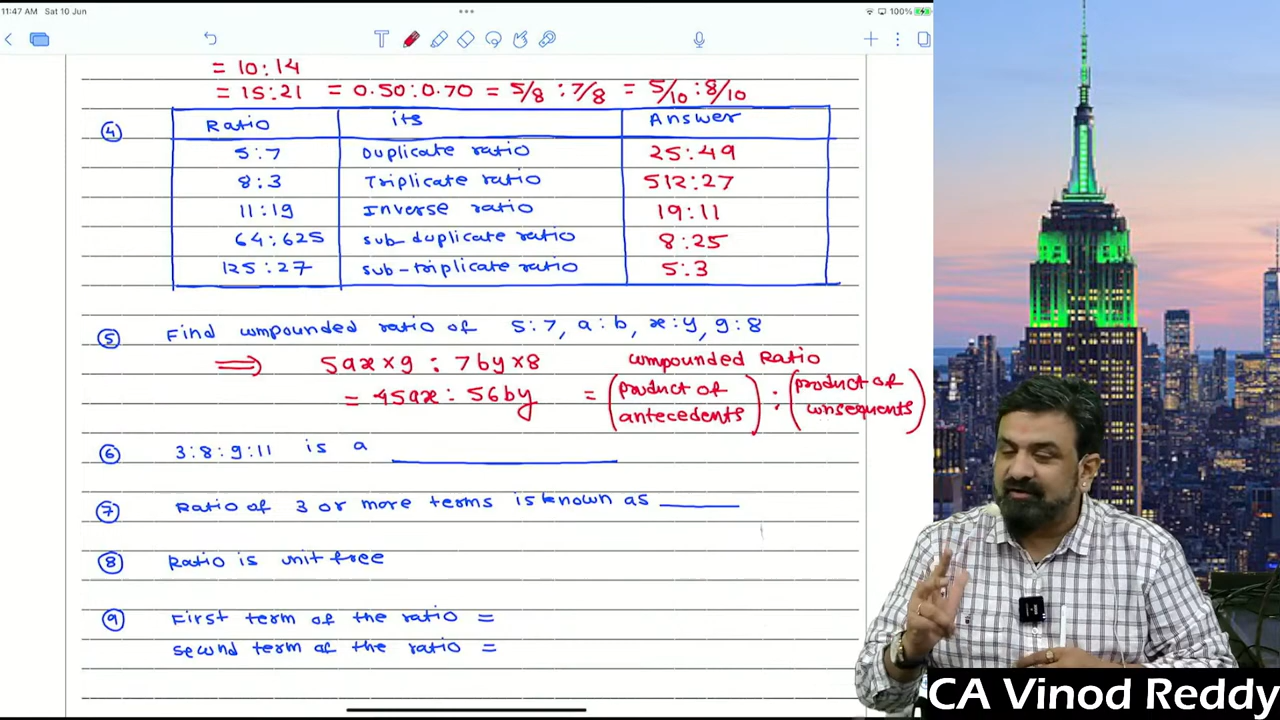 11:47 AM Sat 10 Jun
100%
T
= 10:14
= 15:21 = 0.50:0.70 = 5/8 : 7/8 = 5/10 : 8/10
④ Ratio its Answer
5:7 Duplicate ratio 25:49
8:3 Triplicate ratio 512:27
11:19 Inverse ratio 19:11
64:625 sub-duplicate ratio 8:25
125:27 sub-triplicate ratio 5:3
⑤ Find compounded ratio of 5:7, a:b, x:y, 9:8
⟹ 5ax×9 : 7by×8 compounded Ratio
= 45ax : 56by = (product of antecedents) : (product of consequents)
⑥ 3:8:9:11 is a ________
⑦ Ratio of 3 or more terms is known as ______
⑧ Ratio is unit free
⑨ First term of the ratio =
second term of the ratio =
CA Vinod Reddy